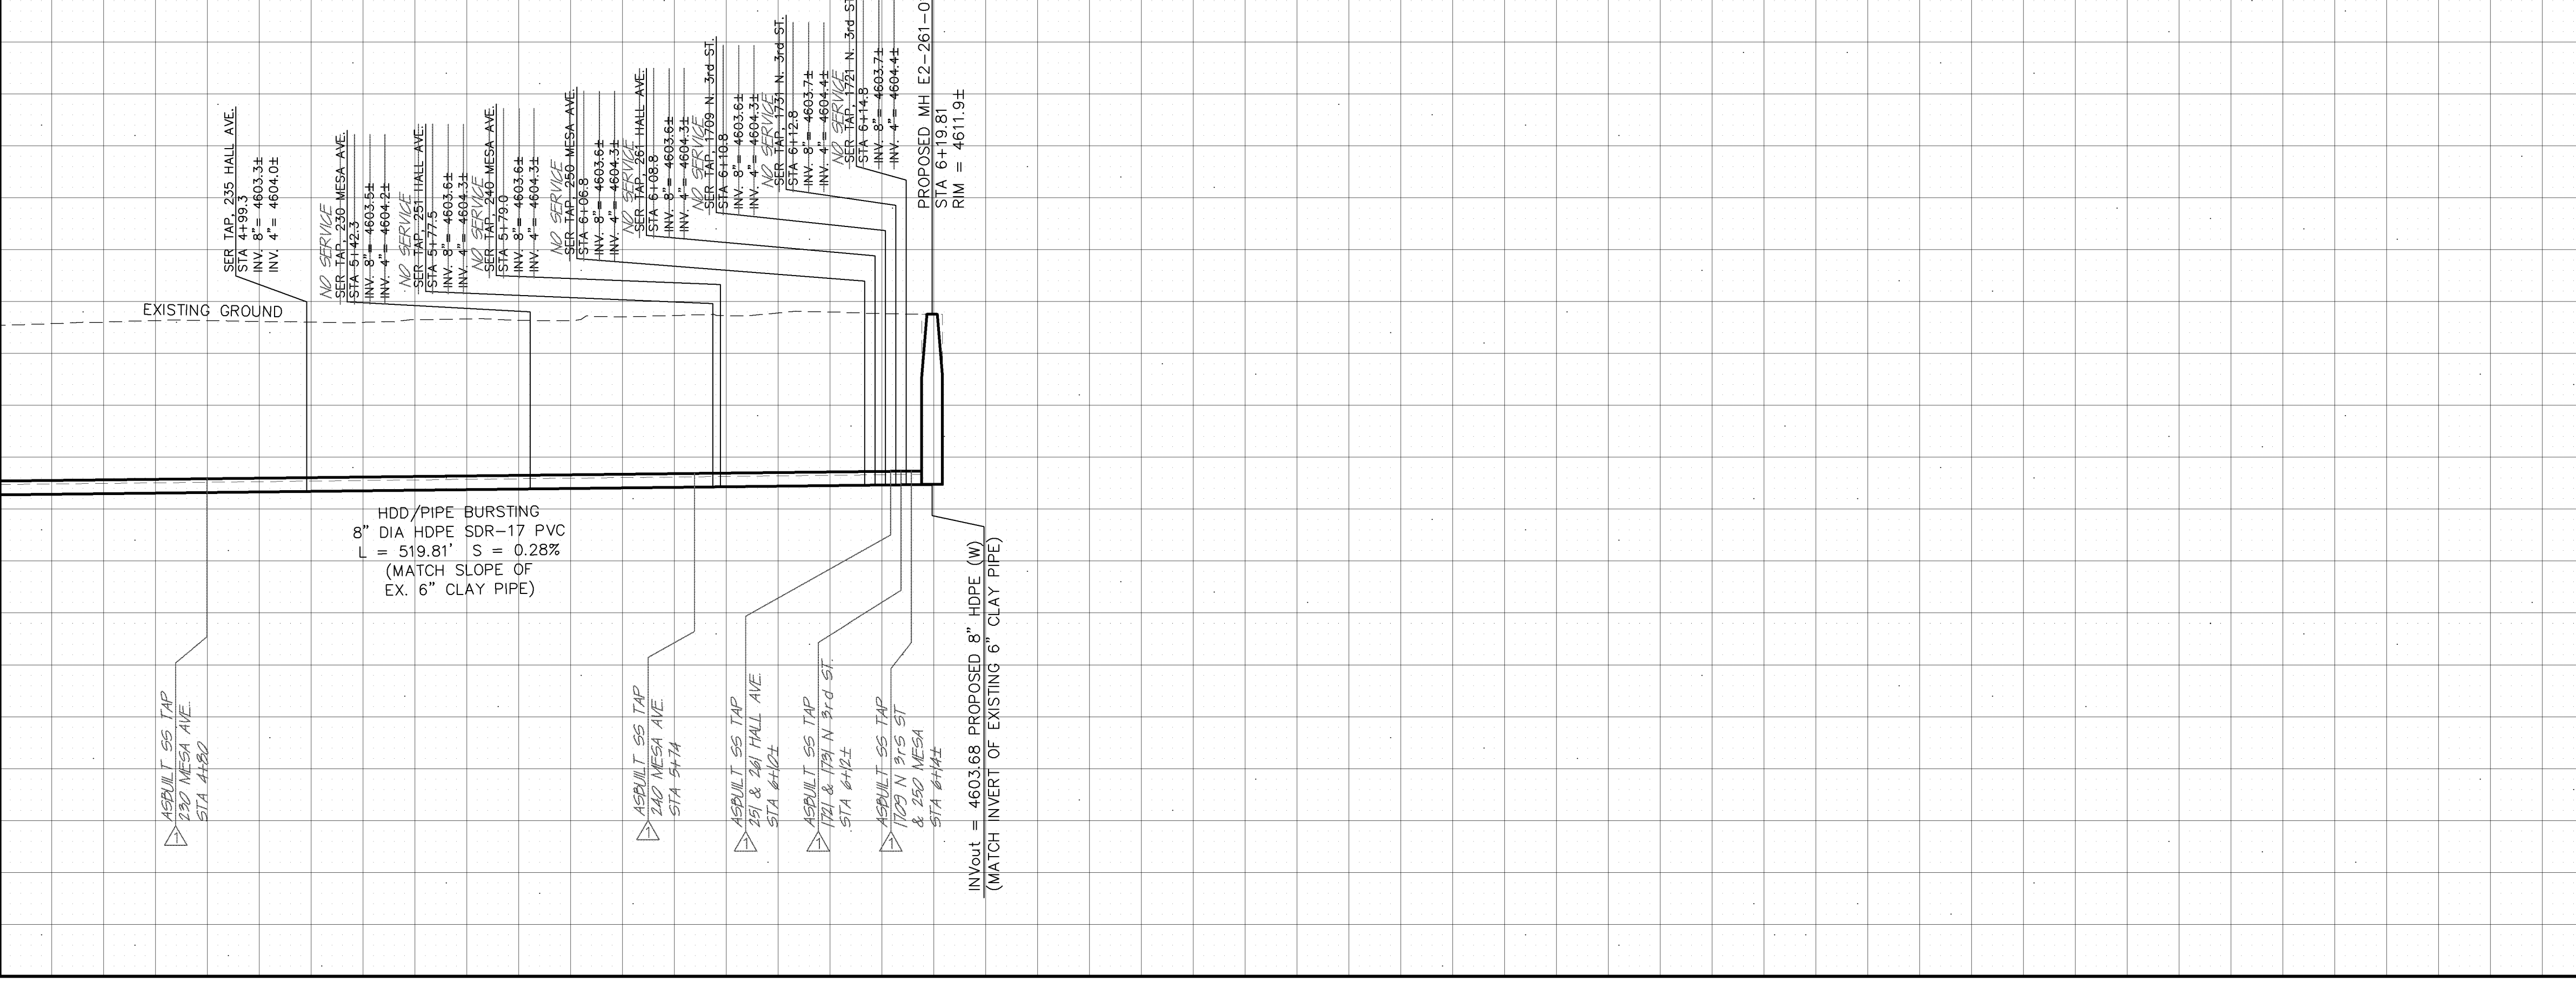 SER TAP, 235 HALL AVE.
STA 4+99.3
INV. 8"= 4603.3±
INV. 4"= 4604.0±
NO SERVICE
SER TAP, 230 MESA AVE.
STA 5+42.3
INV. 8"= 4603.5±
INV. 4"= 4604.2±
NO SERVICE
SER TAP, 251 HALL AVE.
STA 5+77.5
INV. 8"= 4603.6±
INV. 4"= 4604.3±
NO SERVICE
SER TAP, 240 MESA AVE.
STA 5+79.0
INV. 8"= 4603.6±
INV. 4"= 4604.3±
NO SERVICE
SER TAP, 250 MESA AVE.
STA 6+06.8
INV. 8"= 4603.6±
INV. 4"= 4604.3±
NO SERVICE
SER TAP, 261 HALL AVE.
STA 6+08.8
INV. 8"= 4603.6±
INV. 4"= 4604.3±
NO SERVICE
SER TAP, 1709 N. 3rd ST.
STA 6+10.8
INV. 8"= 4603.6±
INV. 4"= 4604.3±
NO SERVICE
SER TAP, 1731 N. 3rd ST.
STA 6+12.8
INV. 8"= 4603.7±
INV. 4"= 4604.4±
NO SERVICE
SER TAP, 1721 N. 3rd ST
STA 6+14.8
INV. 8"= 4603.7±
INV. 4"= 4604.4±
PROPOSED MH E2-261-0
STA 6+19.81
RIM = 4611.9±
EXISTING GROUND
HDD/PIPE BURSTING
8" DIA HDPE SDR-17 PVC
L = 519.81' S = 0.28%
(MATCH SLOPE OF
EX. 6" CLAY PIPE)
ASBUILT SS TAP
230 MESA AVE.
STA 4+80
1
ASBUILT SS TAP
240 MESA AVE.
STA 5+74
1
ASBUILT SS TAP
251 & 261 HALL AVE.
STA 6+10±
1
ASBUILT SS TAP
1721 & 1731 N 3rd ST.
STA 6+12±
1
ASBUILT SS TAP
1709 N 3rS ST
& 250 MESA
STA 6+14±
1
INVout = 4603.68 PROPOSED 8" HDPE (W)
(MATCH INVERT OF EXISTING 6" CLAY PIPE)